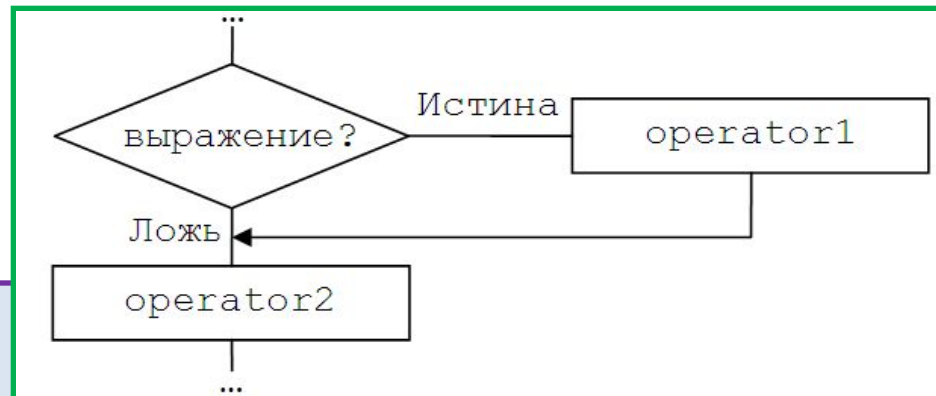 ...
Истина
выражение?
operator1
Ложь
operator2
...